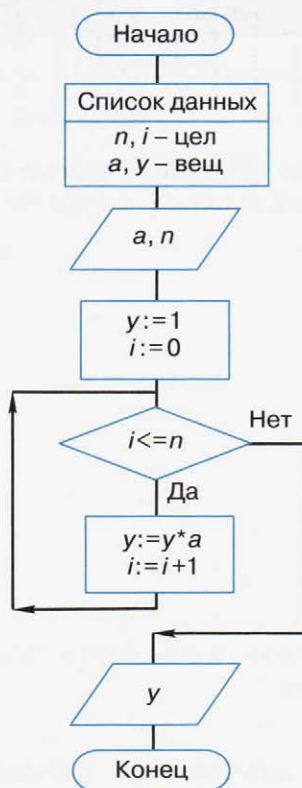 Начало
Список данных
n, i – цел
a, y – вещ
a, n
y:=1
i:=0
i<=n
Нет
Да
y:=y*a
i:=i+1
y
Конец